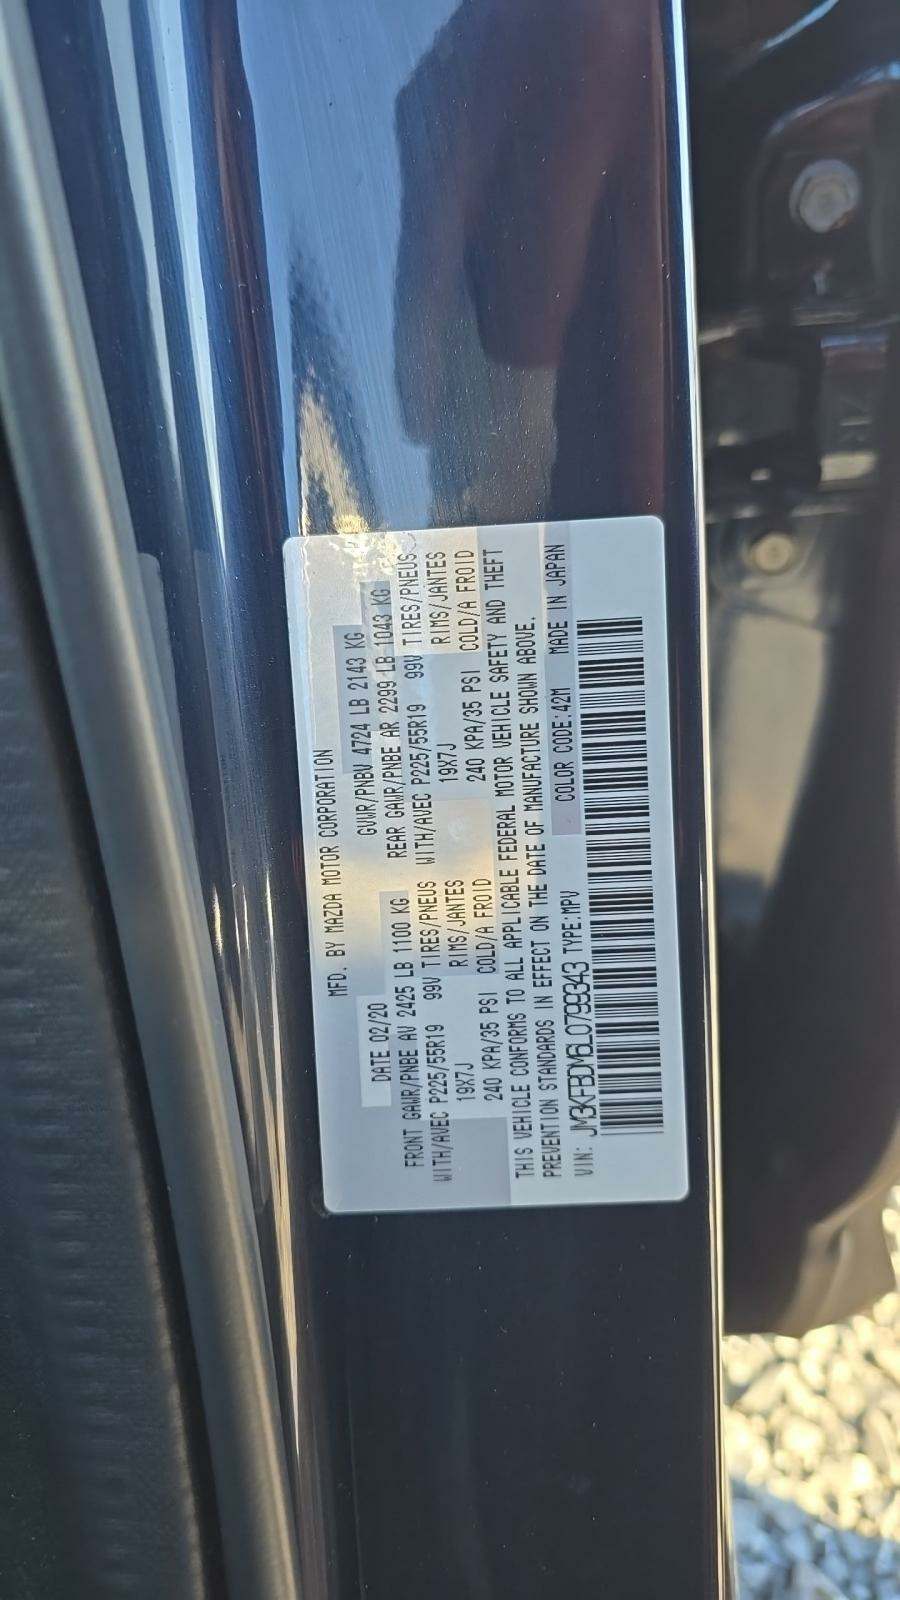 MFD. BY MAZDA MOTOR CORPORATION
DATE 02/20 GVWR/PNBV 4724 LB 2143 KG
FRONT GAWR/PNBE AV 2425 LB 1100 KG REAR GAWR/PNBE AR 2299 LB 1043 KG
WITH/AVEC P225/55R19 99V TIRES/PNEUS WITH/AVEC P225/55R19 99V TIRES/PNEUS
19X7J RIMS/JANTES 19X7J RIMS/JANTES
240 KPA/35 PSI COLD/A FROID 240 KPA/35 PSI COLD/A FROID
THIS VEHICLE CONFORMS TO ALL APPLICABLE FEDERAL MOTOR VEHICLE SAFETY AND THEFT
PREVENTION STANDARDS IN EFFECT ON THE DATE OF MANUFACTURE SHOWN ABOVE.
VIN: JM3KFBDM6L0799343 TYPE:MPV COLOR CODE:42M MADE IN JAPAN